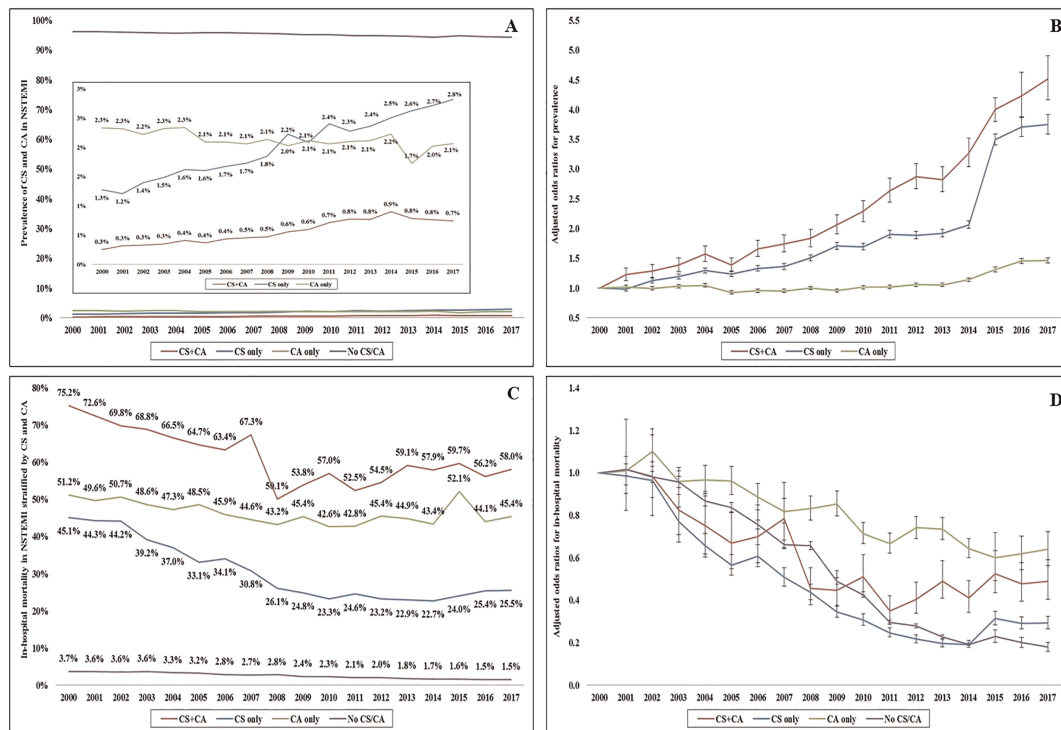 A
Prevalence of CS and CA in NSTEMI
100%
90%
80%
70%
60%
50%
40%
30%
20%
10%
0%
3%
3%
2%
2%
1%
1%
0%
2.3% 2.3% 2.2% 2.3% 2.3% 2.1% 2.1% 2.1% 2.1% 2.0% 2.1% 2.1% 2.1% 2.1% 2.2% 1.7% 2.0% 2.1%
1.3% 1.2% 1.4% 1.5% 1.6% 1.6% 1.7% 1.7% 1.8% 2.2% 2.1% 2.4% 2.3% 2.4% 2.5% 2.6% 2.7% 2.8%
0.3% 0.3% 0.3% 0.3% 0.4% 0.4% 0.4% 0.5% 0.5% 0.6% 0.6% 0.7% 0.8% 0.8% 0.9% 0.8% 0.8% 0.7%
2000 2001 2002 2003 2004 2005 2006 2007 2008 2009 2010 2011 2012 2013 2014 2015 2016 2017
CS+CA CS only CA only
2000 2001 2002 2003 2004 2005 2006 2007 2008 2009 2010 2011 2012 2013 2014 2015 2016 2017
CS+CA CS only CA only No CS/CA
B
Adjusted odds ratios for prevalence
5.5
5.0
4.5
4.0
3.5
3.0
2.5
2.0
1.5
1.0
0.5
2000 2001 2002 2003 2004 2005 2006 2007 2008 2009 2010 2011 2012 2013 2014 2015 2016 2017
CS+CA CS only CA only
C
In-hospital mortality in NSTEMI stratified by CS and CA
80%
70%
60%
50%
40%
30%
20%
10%
0%
75.2% 72.6% 69.8% 68.8% 66.5% 64.7% 63.4% 67.3% 50.1% 53.8% 57.0% 52.5% 54.5% 59.1% 57.9% 59.7% 56.2% 58.0%
51.2% 49.6% 50.7% 48.6% 47.3% 48.5% 45.9% 44.6% 43.2% 45.4% 42.6% 42.8% 45.4% 44.9% 43.4% 52.1% 44.1% 45.4%
45.1% 44.3% 44.2% 39.2% 37.0% 33.1% 34.1% 30.8% 26.1% 24.8% 23.3% 24.6% 23.2% 22.9% 22.7% 24.0% 25.4% 25.5%
3.7% 3.6% 3.6% 3.6% 3.3% 3.2% 2.8% 2.7% 2.8% 2.4% 2.3% 2.1% 2.0% 1.8% 1.7% 1.6% 1.5% 1.5%
2000 2001 2002 2003 2004 2005 2006 2007 2008 2009 2010 2011 2012 2013 2014 2015 2016 2017
CS+CA CS only CA only No CS/CA
D
Adjusted odds ratios for in-hospital mortality
1.4
1.2
1.0
0.8
0.6
0.4
0.2
0.0
2000 2001 2002 2003 2004 2005 2006 2007 2008 2009 2010 2011 2012 2013 2014 2015 2016 2017
CS+CA CS only CA only No CS/CA